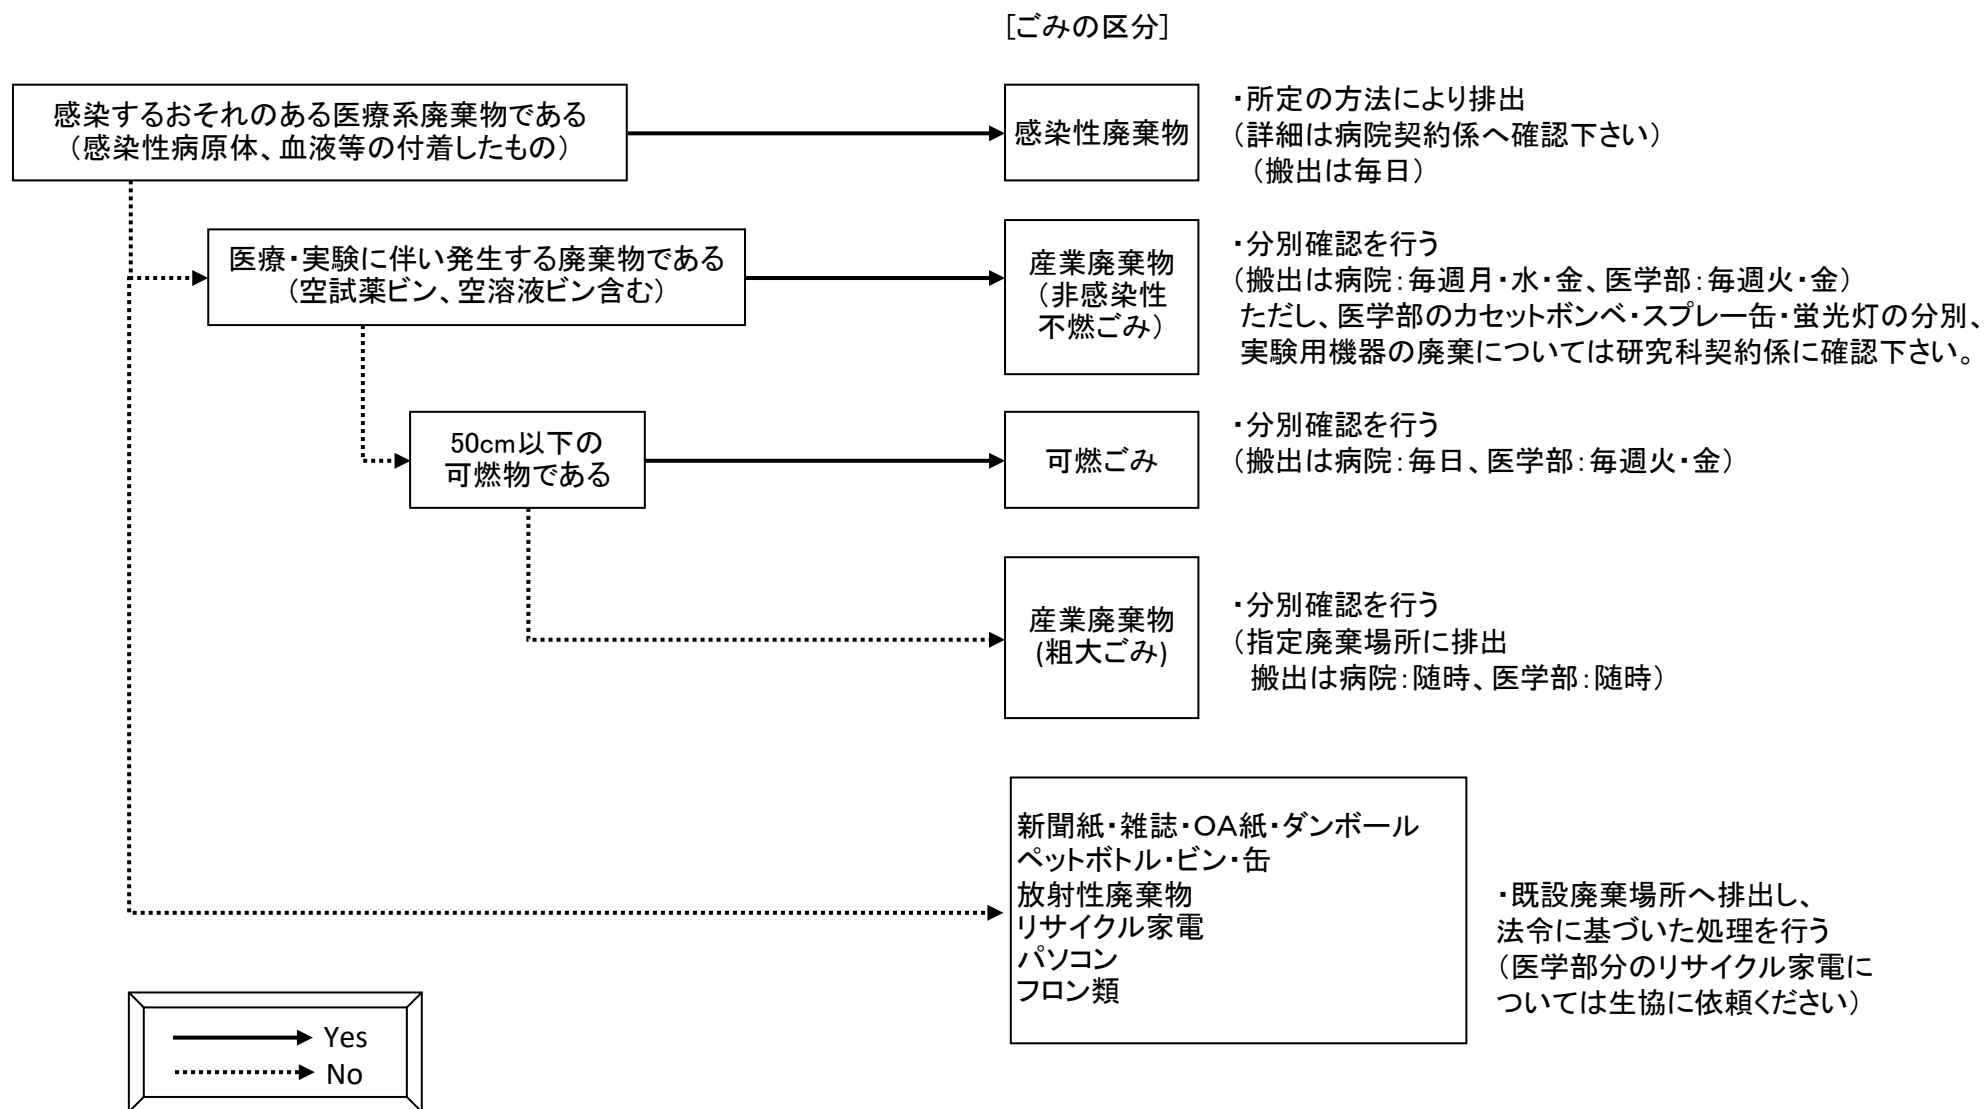 [ごみの区分]
感染するおそれのある医療系廃棄物である
（感染性病原体、血液等の付着したもの）
感染性廃棄物
・所定の方法により排出
（詳細は病院契約係へ確認下さい）
（搬出は毎日）
医療・実験に伴い発生する廃棄物である
（空試薬ビン、空溶液ビン含む）
産業廃棄物
（非感染性
不燃ごみ）
・分別確認を行う
（搬出は病院：毎週月・水・金、医学部：毎週火・金）
ただし、医学部のカセットボンベ・スプレー缶・蛍光灯の分別、
実験用機器の廃棄については研究科契約係に確認下さい。
50cm以下の
可燃物である
可燃ごみ
・分別確認を行う
（搬出は病院：毎日、医学部：毎週火・金）
産業廃棄物
(粗大ごみ)
・分別確認を行う
（指定廃棄場所に排出
搬出は病院：随時、医学部：随時）
新聞紙・雑誌・OA紙・ダンボール
ペットボトル・ビン・缶
放射性廃棄物
リサイクル家電
パソコン
フロン類
・既設廃棄場所へ排出し、
法令に基づいた処理を行う
（医学部分のリサイクル家電に
ついては生協に依頼ください）
Yes
No